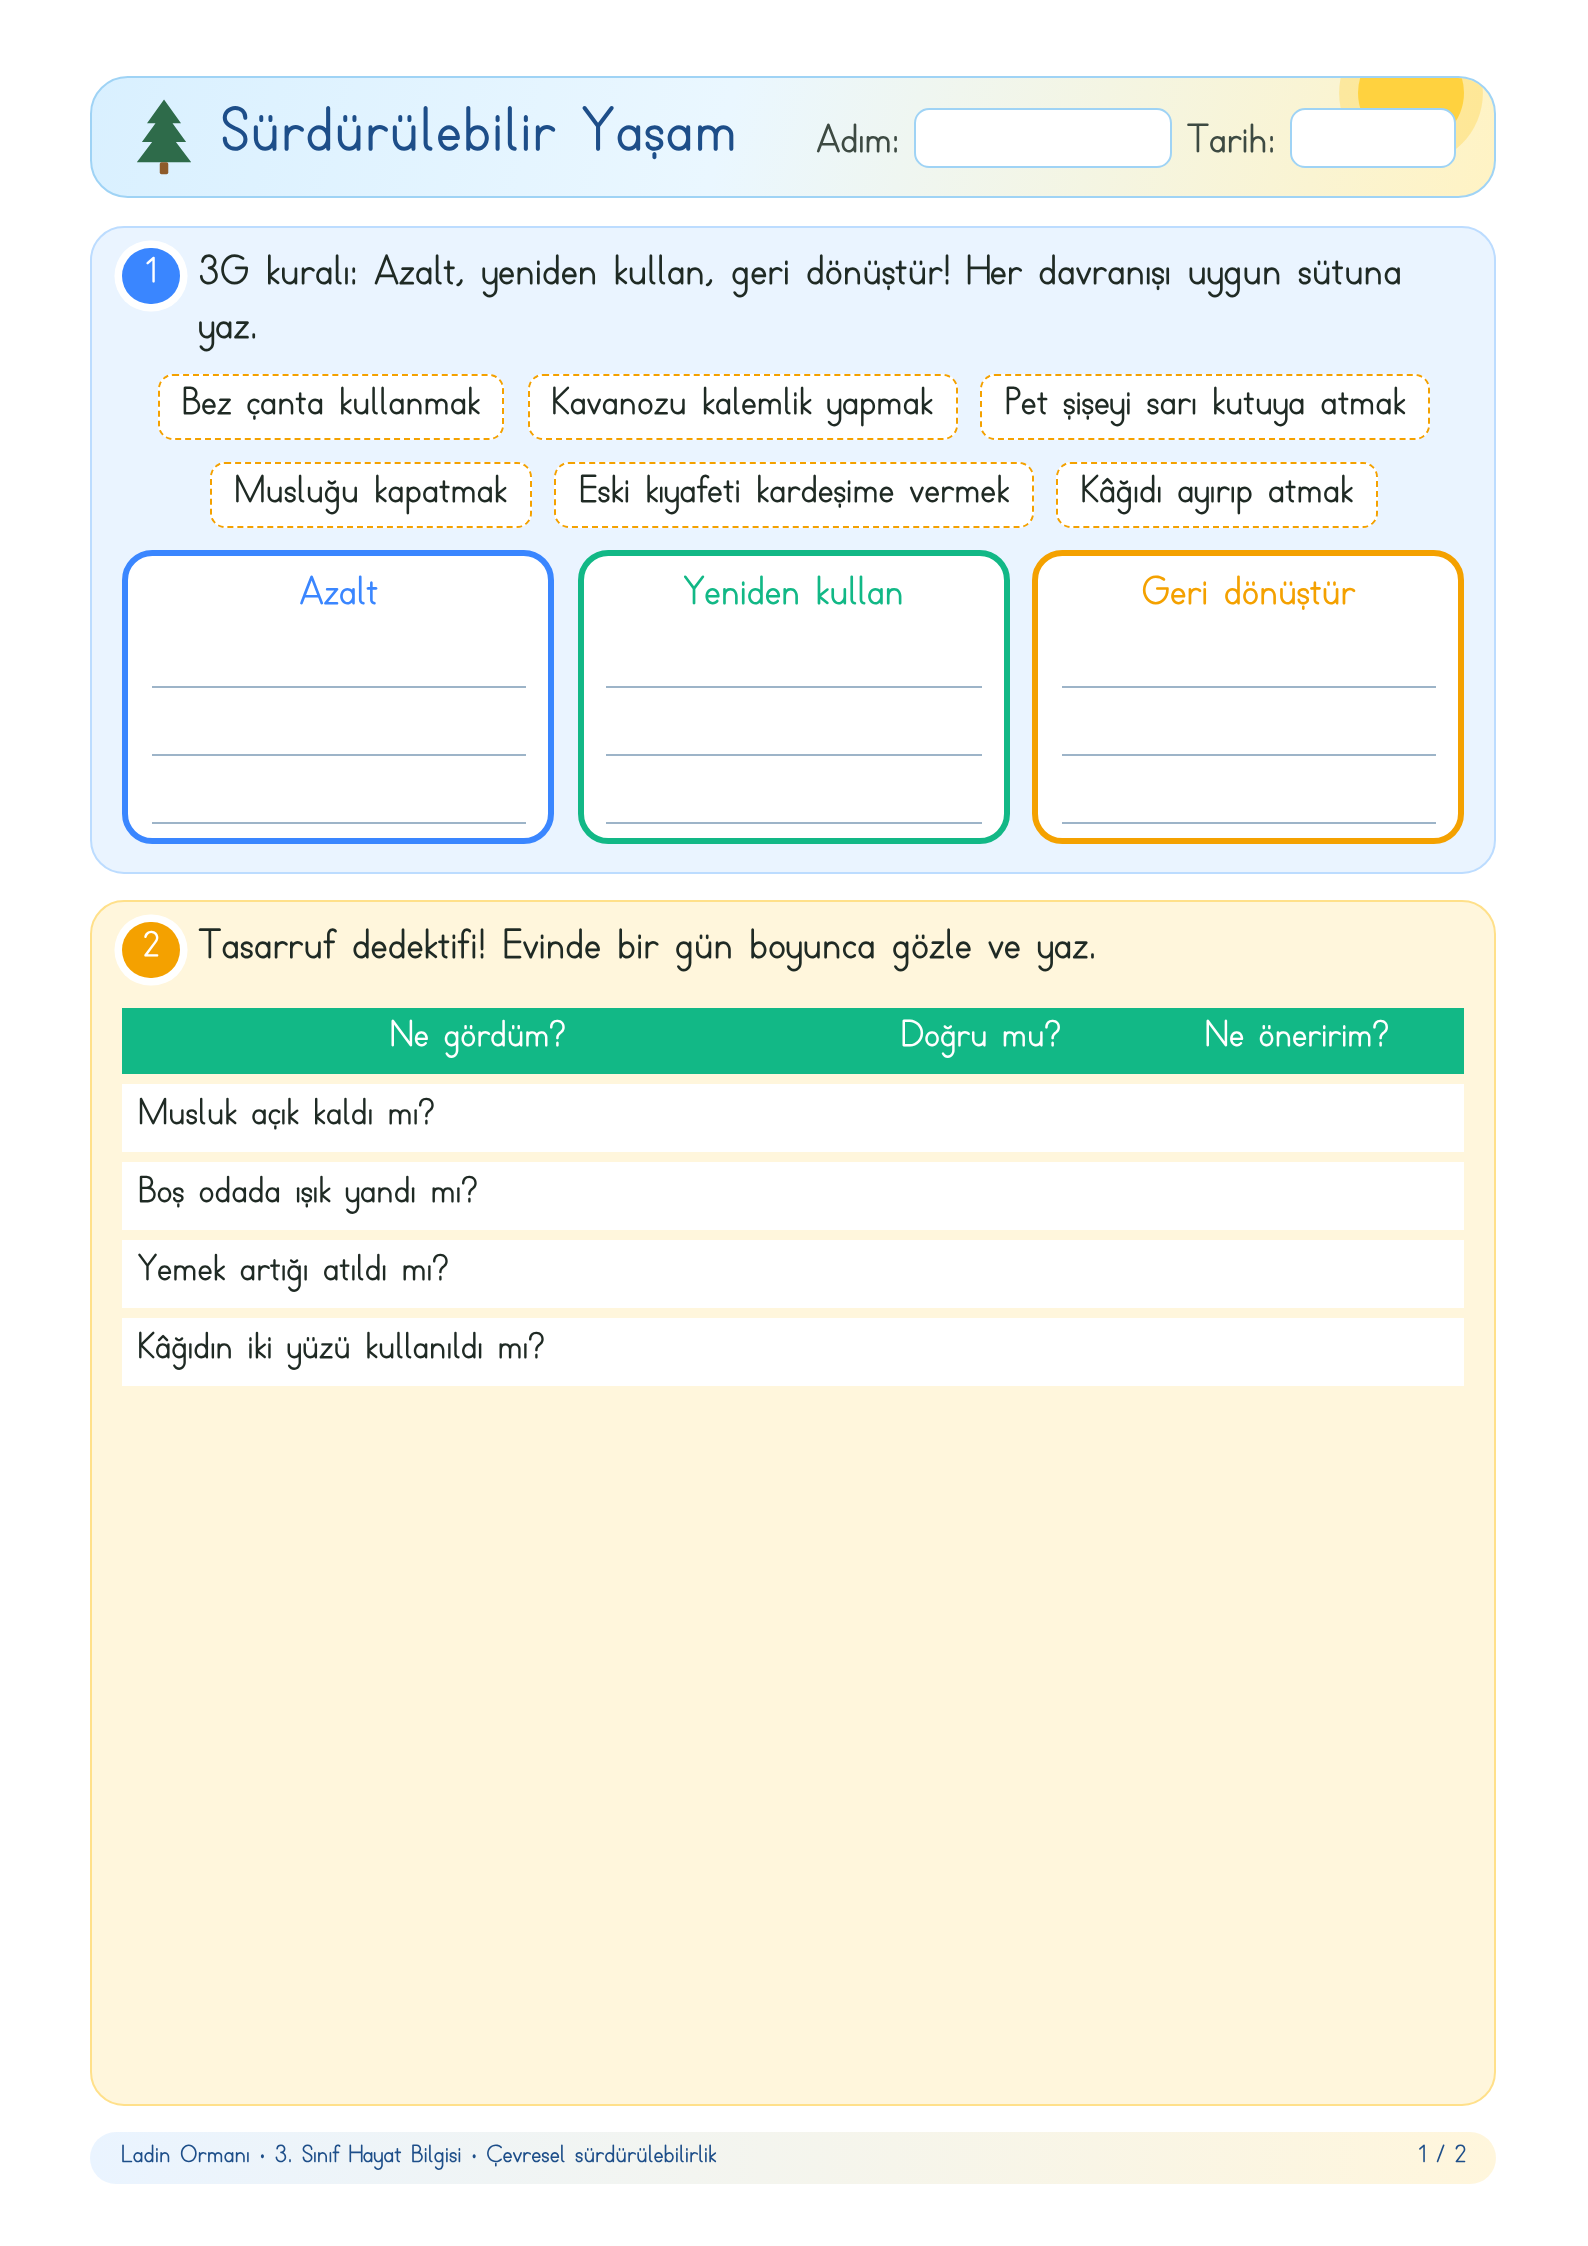 Sürdürülebilir Yaşam
Adım:
Tarih:
1
3G kuralı: Azalt, yeniden kullan, geri dönüştür! Her davranışı uygun sütuna
yaz.
Bez çanta kullanmak
Kavanozu kalemlik yapmak
Pet şişeyi sarı kutuya atmak
Musluğu kapatmak
Eski kıyafeti kardeşime vermek
Kâğıdı ayırıp atmak
Azalt
Yeniden kullan
Geri dönüştür
2
Tasarruf dedektifi! Evinde bir gün boyunca gözle ve yaz.
Ne gördüm?
Doğru mu?
Ne öneririm?
Musluk açık kaldı mı?
Boş odada ışık yandı mı?
Yemek artığı atıldı mı?
Kâğıdın iki yüzü kullanıldı mı?
Ladin Ormanı • 3. Sınıf Hayat Bilgisi • Çevresel sürdürülebilirlik
1 / 2